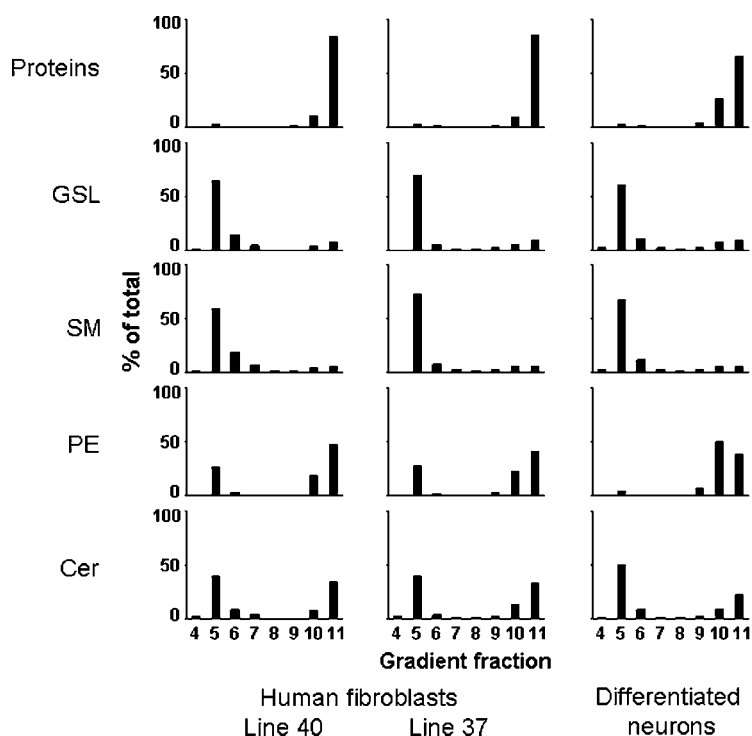 Proteins
100
50
0
GSL
100
50
0
SM
100
50
0
% of total
PE
100
50
0
Cer
100
50
0
4 5 6 7 8 9 10 11 4 5 6 7 8 9 10 11 4 5 6 7 8 9 10 11
Gradient fraction
Human fibroblasts Differentiated
Line 40 Line 37 neurons